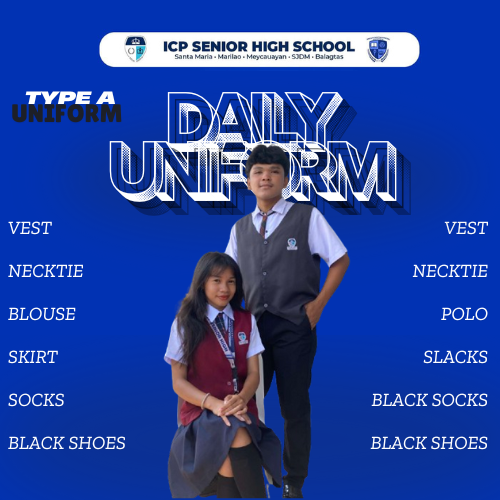 ICP SENIOR HIGH SCHOOL
Santa Maria • Marilao • Meycauayan • SJDM • Balagtas
TYPE A
UNIFORM
DAILY
UNIFORM
VEST
NECKTIE
BLOUSE
SKIRT
SOCKS
BLACK SHOES
VEST
NECKTIE
POLO
SLACKS
BLACK SOCKS
BLACK SHOES